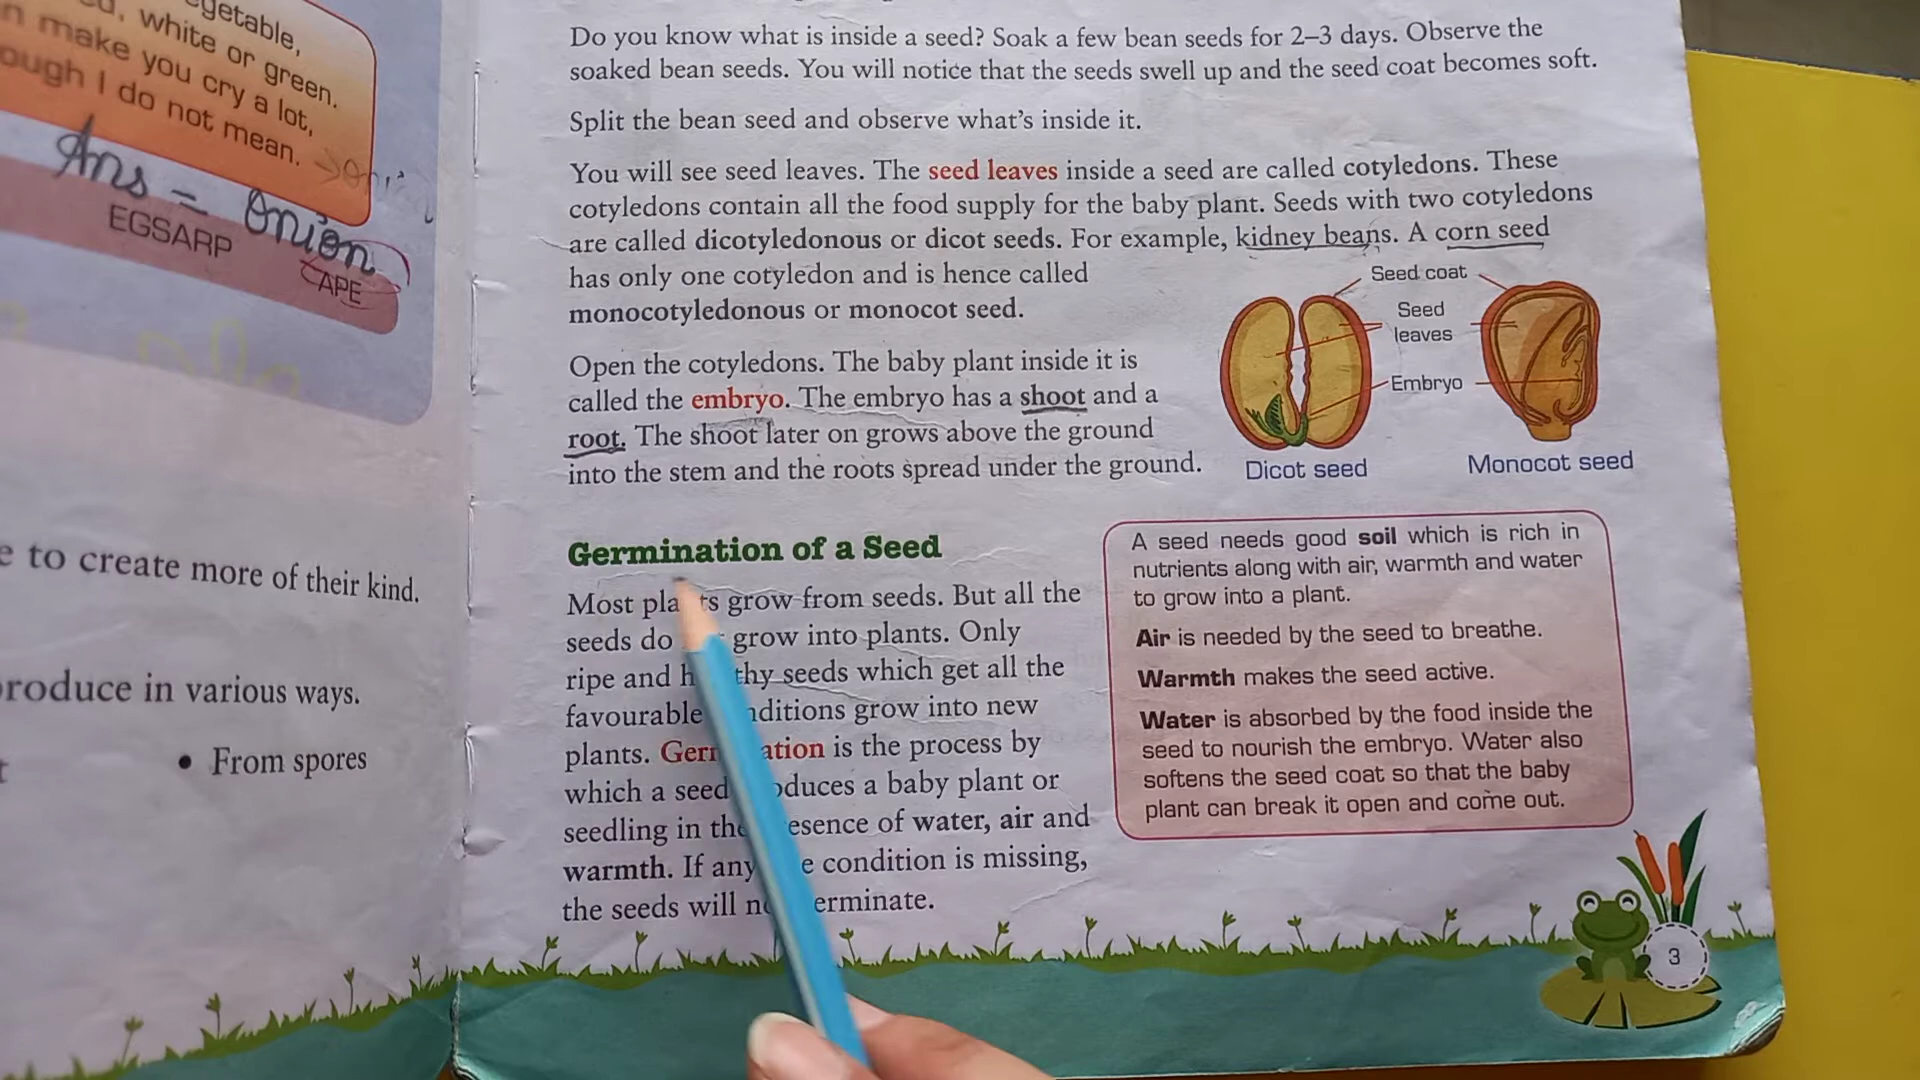 getable,
, white or green.
n make you cry a lot,
ough I do not mean.
Ans = Onion
EGSARP
APE
e to create more of their kind.
roduce in various ways.
• From spores
Do you know what is inside a seed? Soak a few bean seeds for 2–3 days. Observe the
soaked bean seeds. You will notice that the seeds swell up and the seed coat becomes soft.
Split the bean seed and observe what's inside it.
You will see seed leaves. The seed leaves inside a seed are called cotyledons. These
cotyledons contain all the food supply for the baby plant. Seeds with two cotyledons
are called dicotyledonous or dicot seeds. For example, kidney beans. A corn seed
has only one cotyledon and is hence called
monocotyledonous or monocot seed.
Open the cotyledons. The baby plant inside it is
called the embryo. The embryo has a shoot and a
root. The shoot later on grows above the ground
into the stem and the roots spread under the ground.
Seed coat
Seed
leaves
Embryo
Dicot seed
Monocot seed
Germination of a Seed
Most pla ts grow from seeds. But all the
seeds do grow into plants. Only
ripe and h thy seeds which get all the
favourable nditions grow into new
plants. Ger ation is the process by
which a seed oduces a baby plant or
seedling in the esence of water, air and
warmth. If any e condition is missing,
the seeds will n erminate.
A seed needs good soil which is rich in
nutrients along with air, warmth and water
to grow into a plant.
Air is needed by the seed to breathe.
Warmth makes the seed active.
Water is absorbed by the food inside the
seed to nourish the embryo. Water also
softens the seed coat so that the baby
plant can break it open and come out.
3